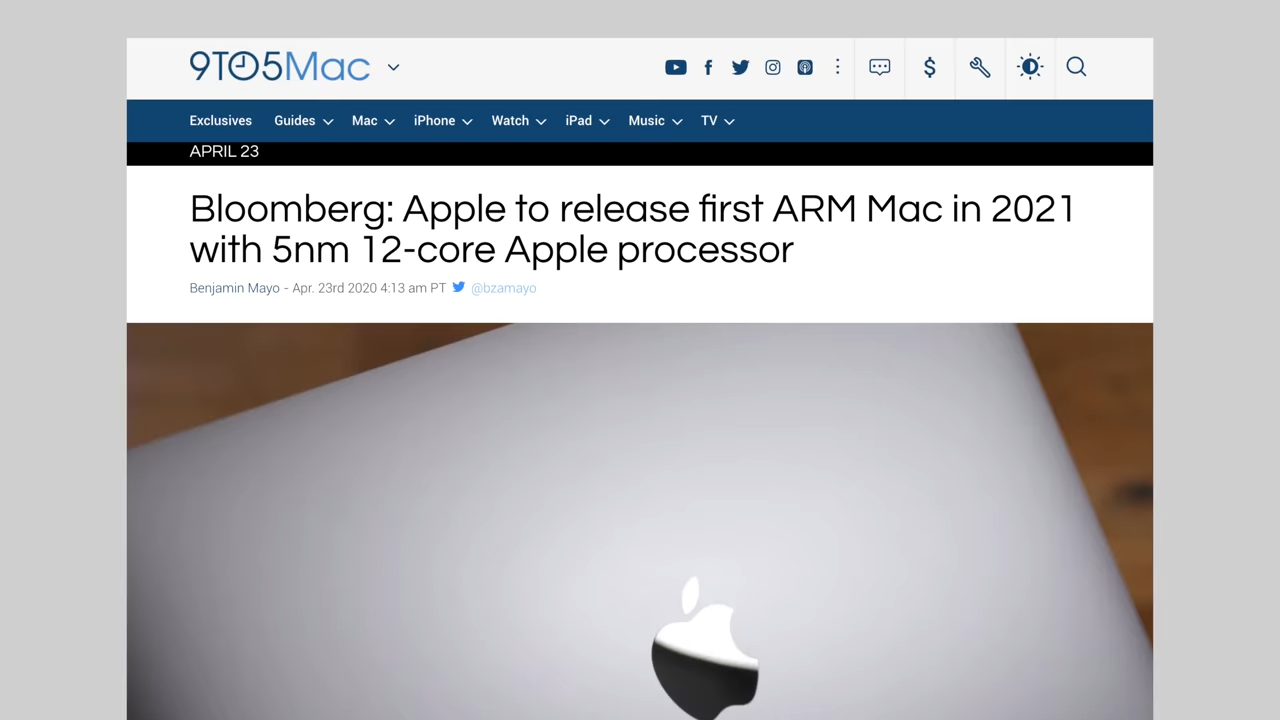 9TO5Mac
Exclusives Guides Mac iPhone Watch iPad Music TV
APRIL 23
Bloomberg: Apple to release first ARM Mac in 2021
with 5nm 12-core Apple processor
Benjamin Mayo - Apr. 23rd 2020 4:13 am PT @bzamayo